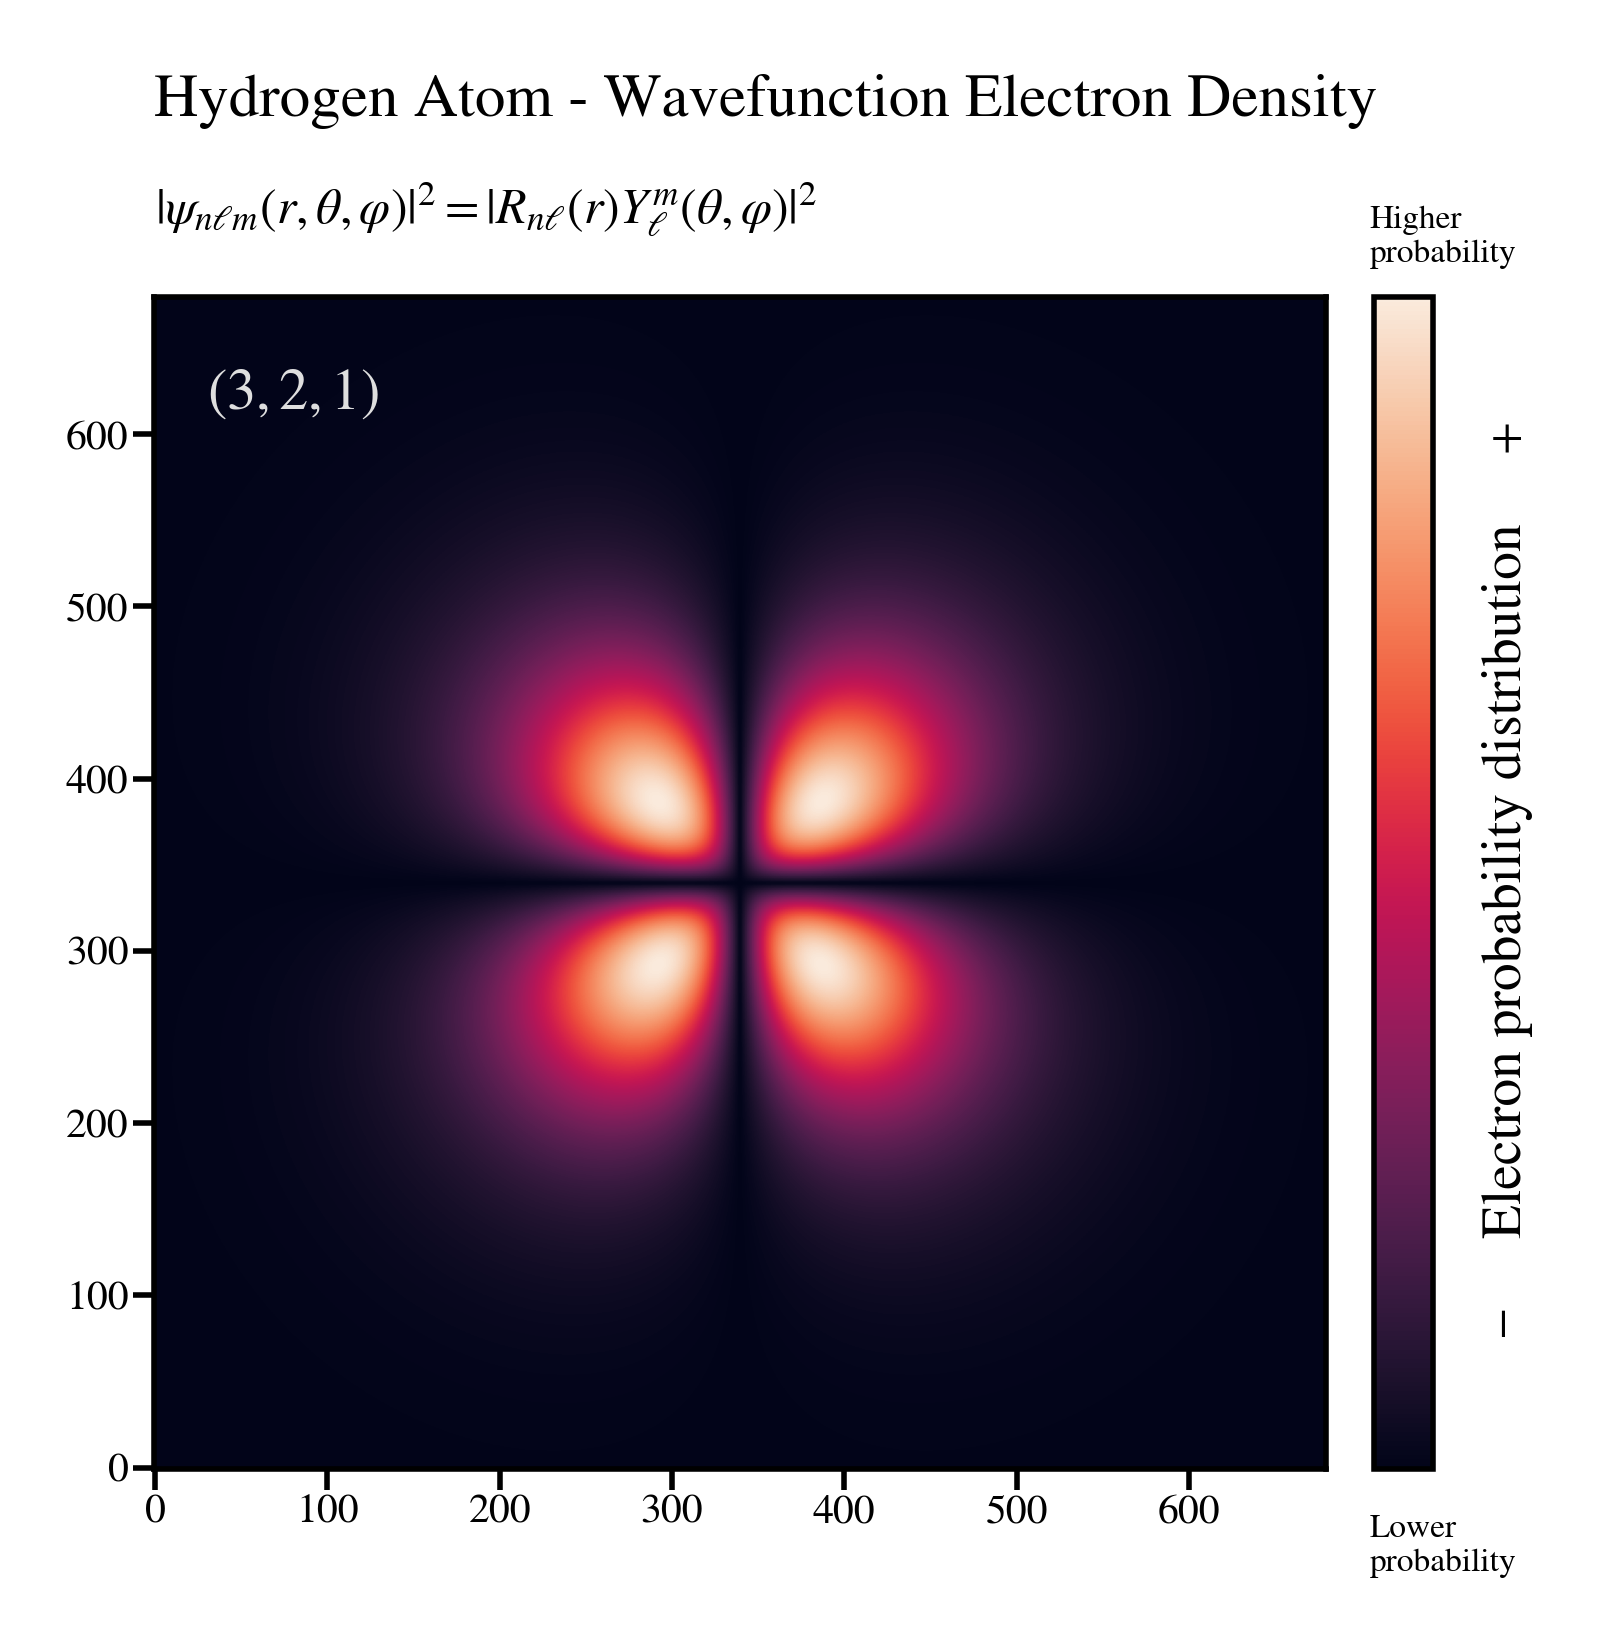 Hydrogen Atom - Wavefunction Electron Density
|ψnℓm(r, θ, φ)|² = |Rnℓ(r)Yℓᵐ(θ, φ)|²
Higher
probability
(3, 2, 1)
600
500
400
300
200
100
0
0 100 200 300 400 500 600
− Electron probability distribution +
Lower
probability